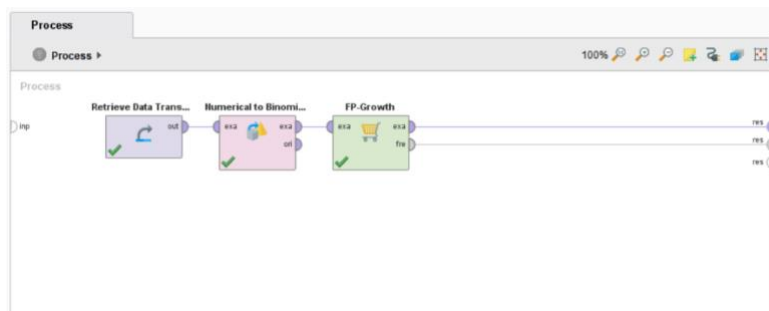 Process
Process
100%
Process
Retrieve Data Trans...
Numerical to Binomi...
FP-Growth
inp
out
exa
exa
exa
exa
res
ori
fre
res
res